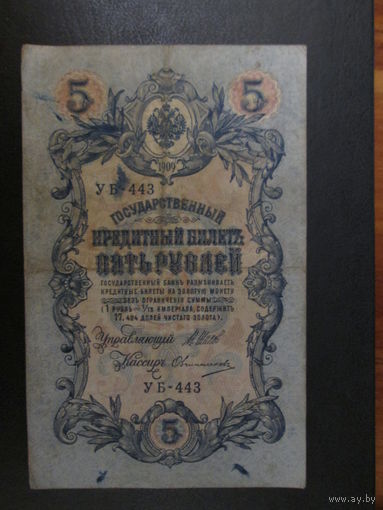 5 5
1909
УБ-443
ГОСУДАРСТВЕННЫЙ
КРЕДИТНЫЙ БИЛЕТЪ
ПЯТЬ РУБЛЕЙ
ГОСУДАРСТВЕННЫЙ БАНКЪ РАЗМѢНИВАЕТЪ
КРЕДИТНЫЕ БИЛЕТЫ НА ЗОЛОТУЮ МОНЕТУ
БЕЗЪ ОГРАНИЧЕНІЯ СУММЫ
(1 РУБЛЬ = 1/15 ИМПЕРІАЛА, СОДЕРЖИТЪ
17,424 ДОЛЕЙ ЧИСТАГО ЗОЛОТА).
Управляющій
Кассиръ
УБ-443
5
ay.by